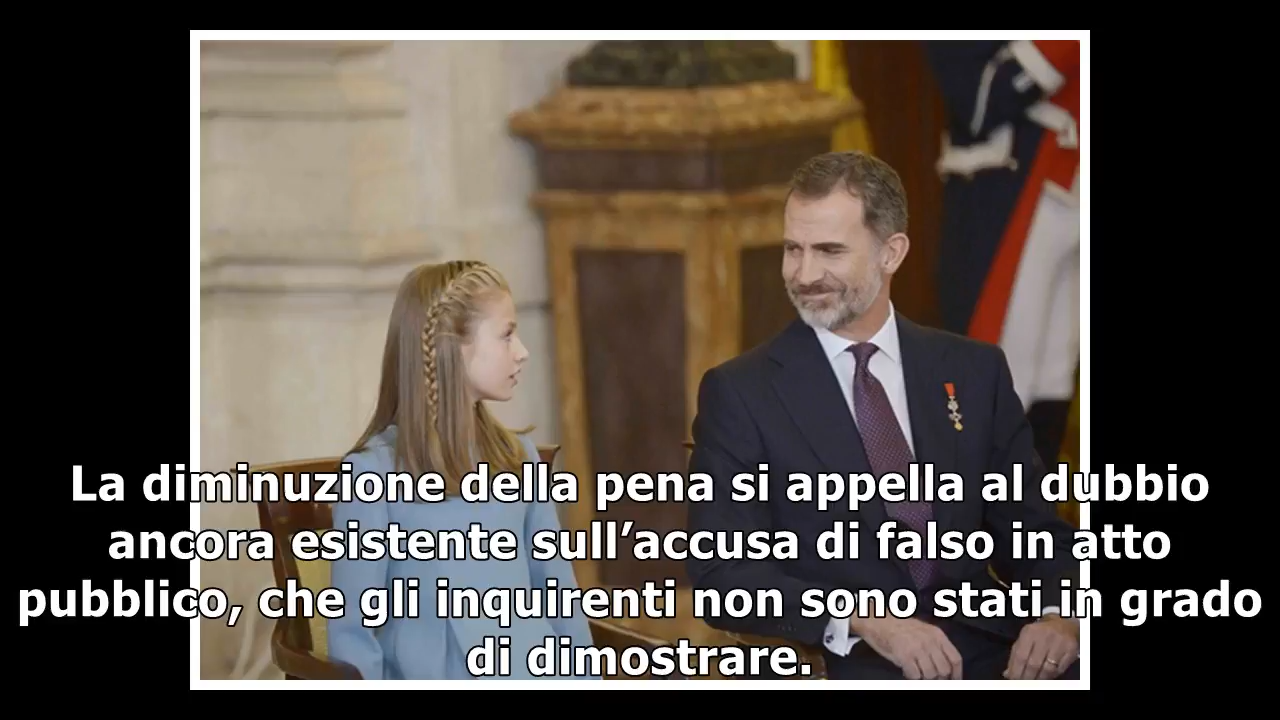 La diminuzione della pena si appella al dubbio
ancora esistente sull’accusa di falso in atto
pubblico, che gli inquirenti non sono stati in grado
di dimostrare.